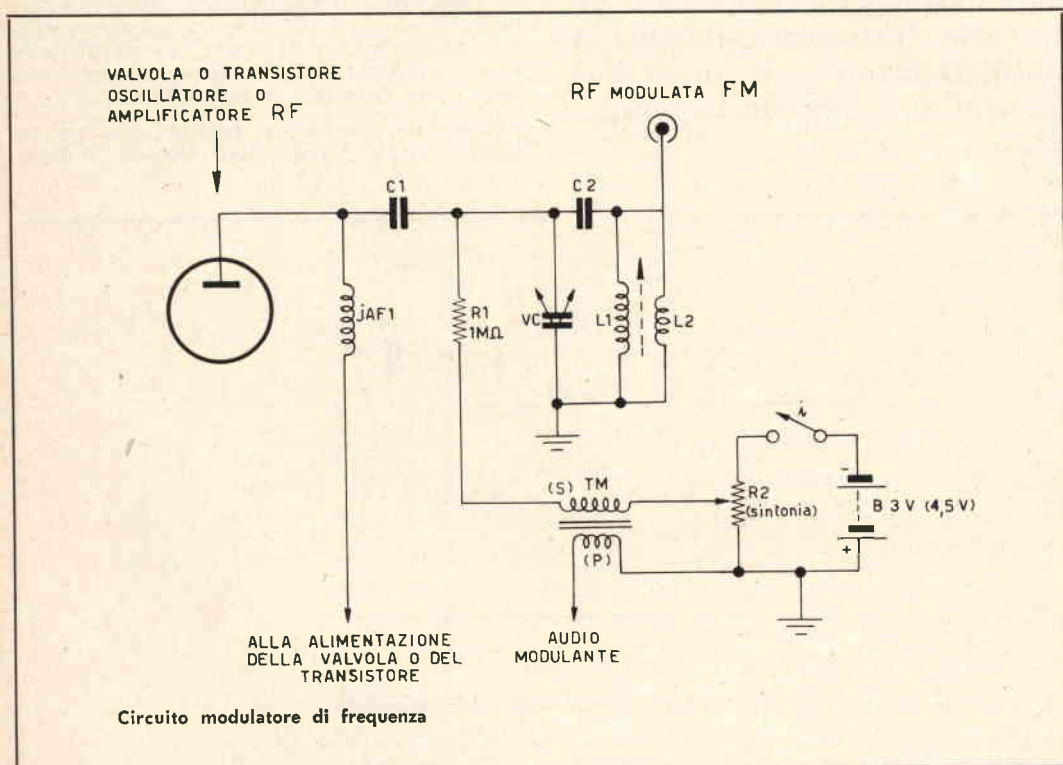 VALVOLA O TRANSISTORE
OSCILLATORE O
AMPLIFICATORE RF
RF MODULATA FM
C1
C2
JAF1
R1
1MΩ
VC
L1
L2
(S) TM
(P)
i
R2
(sintonia)
-
B 3 V (4,5 V)
+
ALLA ALIMENTAZIONE
DELLA VALVOLA O DEL
TRANSISTORE
AUDIO
MODULANTE
Circuito modulatore di frequenza